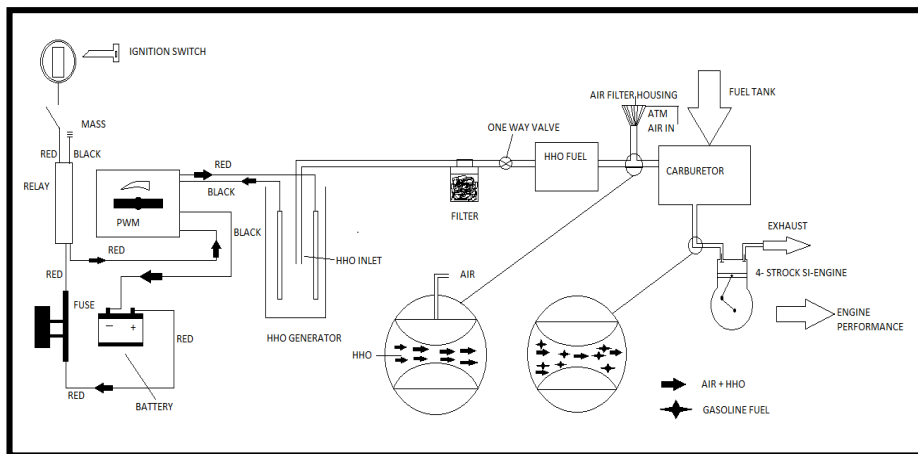 IGNITION SWITCH
MASS
RED
BLACK
RELAY
PWM
RED
BLACK
BLACK
RED
RED
FUSE
−
+
RED
RED
BATTERY
HHO INLET
HHO GENERATOR
FILTER
ONE WAY VALVE
HHO FUEL
AIR FILTER HOUSING
ATM
AIR IN
FUEL TANK
CARBURETOR
EXHAUST
4- STROCK SI-ENGINE
ENGINE
PERFORMANCE
AIR
HHO
AIR + HHO
GASOLINE FUEL